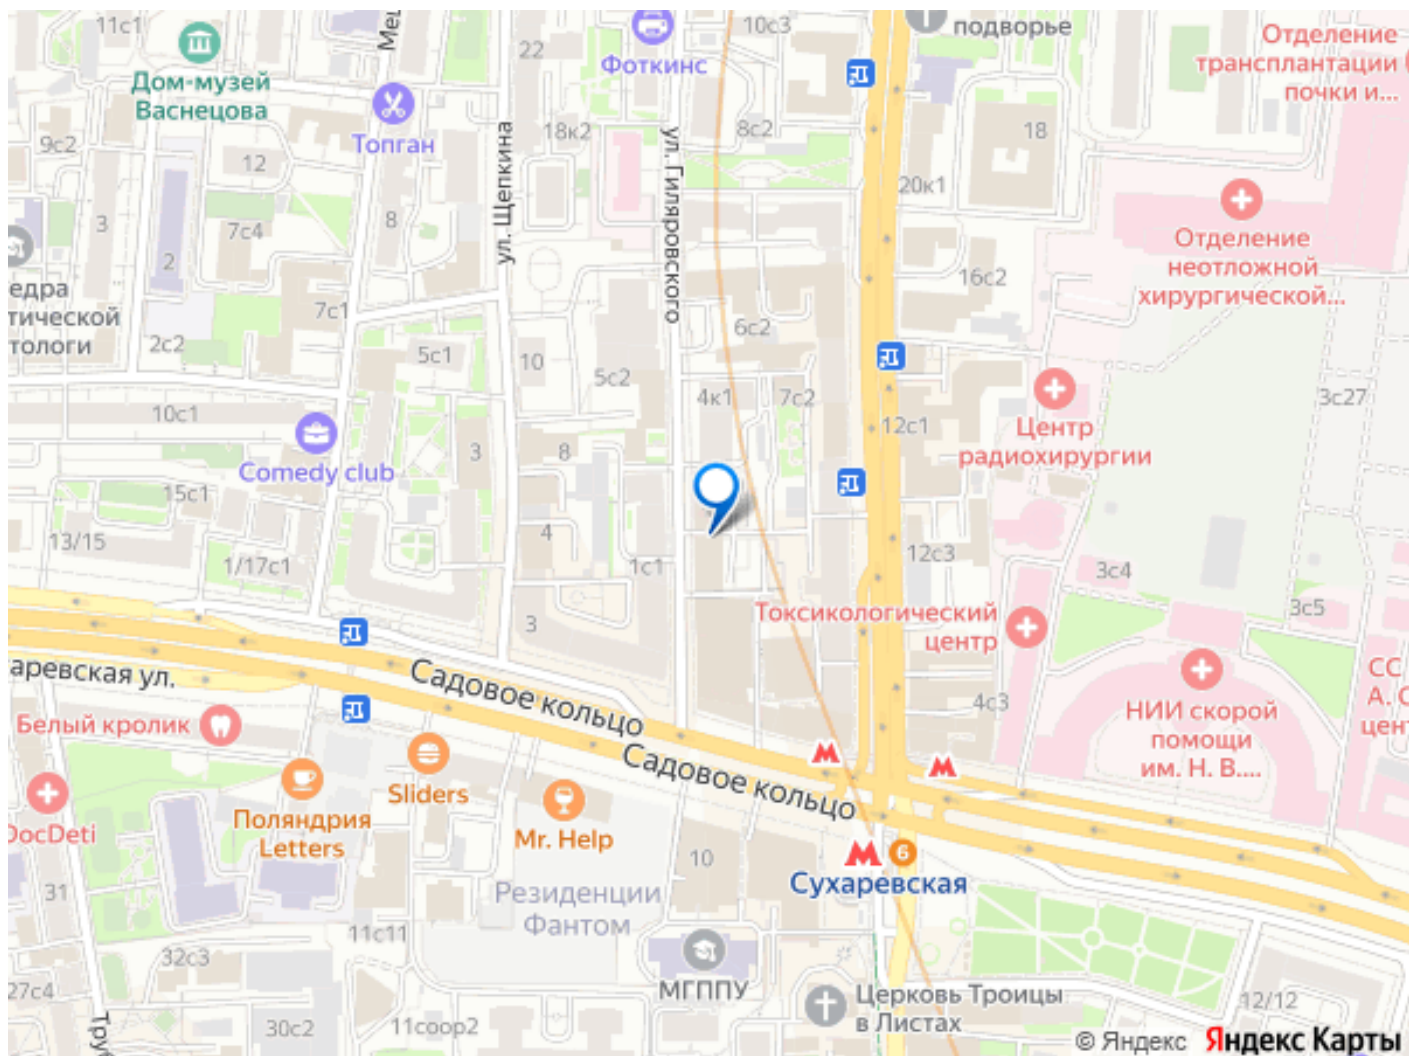 11с1
Дом-музей
Васнецова
9с2
12
3
7с4
2
8
7с1
2с2
Топган
22
18к2
ул. Щепкина
Фоткинс
10с3
8с2
ул. Гиляровского
подворье
18
20к1
16с2
Отделение
трансплантации
почки и...
Отделение
неотложной
хирургической...
едра
тической
тологи
5с1
10
5с2
6с2
4к1
7с2
12с1
Центр
радиохирургии
3с27
10с1
Comedy club
3
8
15с1
13/15
1/17с1
4
1с1
12с3
3с4
3с5
3
Токсикологический
центр
4с3
НИИ скорой
помощи
им. Н. В....
СС
А. С
цент
аревская ул.
Садовое кольцо
Садовое кольцо
Белый кролик
DocDeti
Поляндрия
Letters
Sliders
Mr. Help
10
6
Сухаревская
Резиденции
Фантом
31
11с11
32с3
27с4
30с2
11соор2
МГППУ
Церковь Троицы
в Листах
12/12
© Яндекс Яндекс Карты